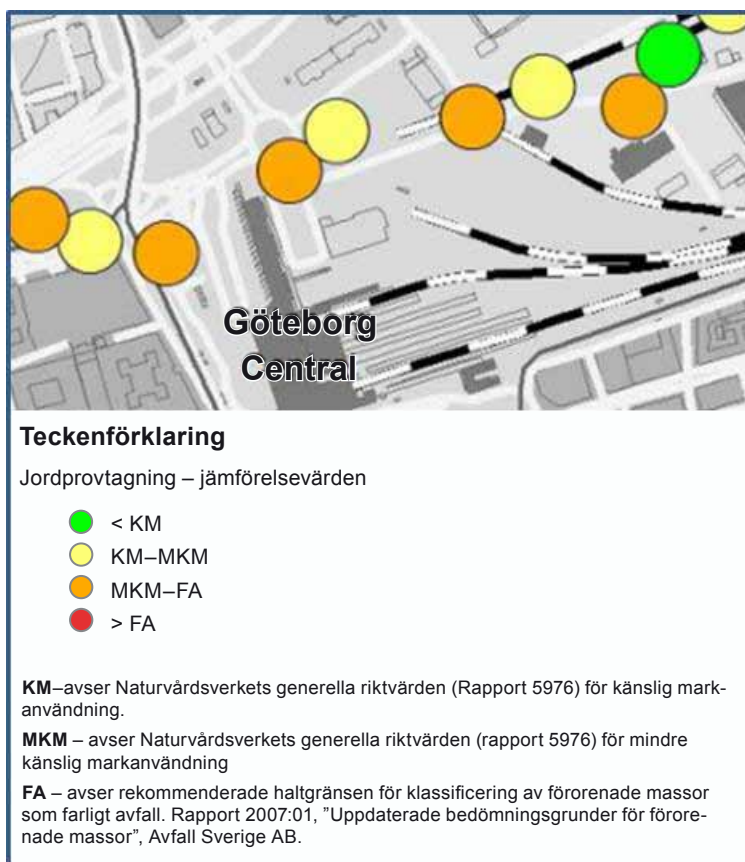 Göteborg
Central
Teckenförklaring
Jordprovtagning – jämförelsevärden
< KM
KM–MKM
MKM–FA
> FA
KM–avser Naturvårdsverkets generella riktvärden (Rapport 5976) för känslig mark-
användning.
MKM – avser Naturvårdsverkets generella riktvärden (rapport 5976) för mindre
känslig markanvändning
FA – avser rekommenderade haltgränsen för klassificering av förorenade massor
som farligt avfall. Rapport 2007:01, ”Uppdaterade bedömningsgrunder för förore-
nade massor”, Avfall Sverige AB.